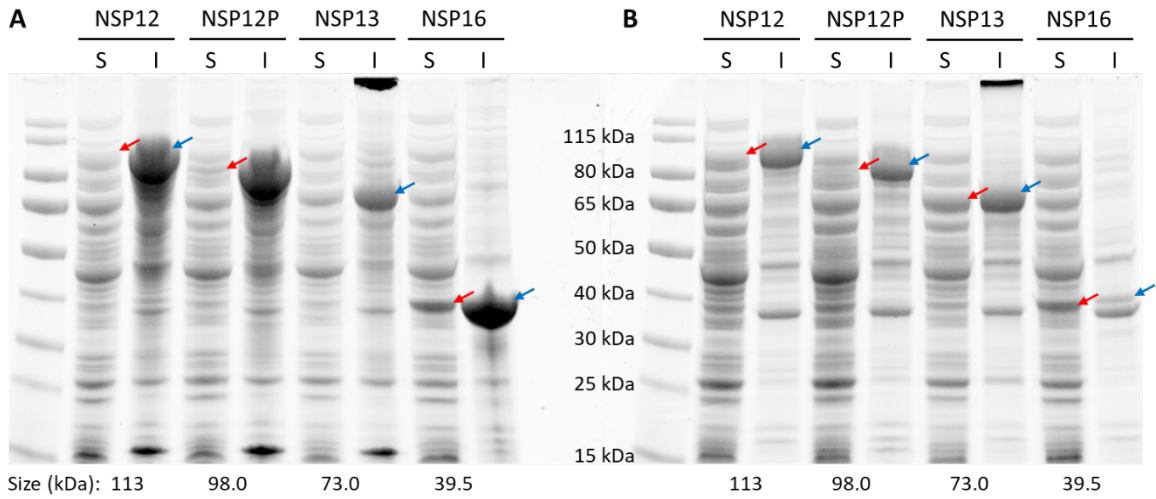 A NSP12 NSP12P NSP13 NSP16 B NSP12 NSP12P NSP13 NSP16
S I S I S I S I S I S I S I S I
115 kDa
80 kDa
65 kDa
50 kDa
40 kDa
30 kDa
25 kDa
15 kDa
Size (kDa): 113 98.0 73.0 39.5 113 98.0 73.0 39.5